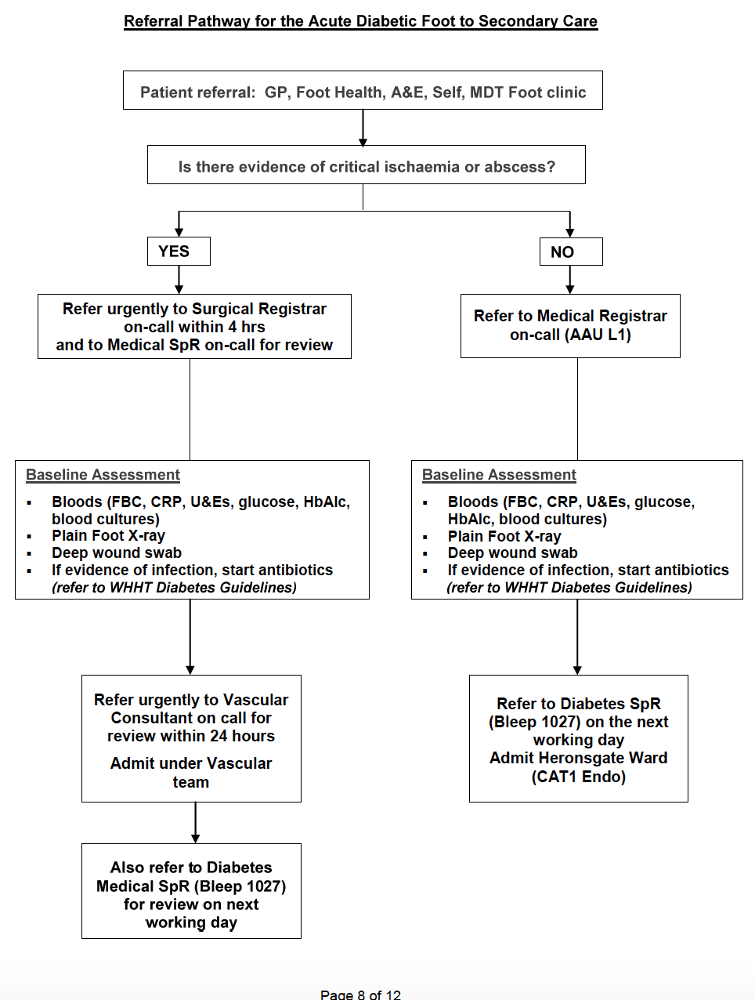 Referral Pathway for the Acute Diabetic Foot to Secondary Care
Patient referral:  GP, Foot Health, A&E, Self, MDT Foot clinic
Is there evidence of critical ischaemia or abscess?
YES
NO
Refer urgently to Surgical Registrar
on-call within 4 hrs
and to Medical SpR on-call for review
Refer to Medical Registrar
on-call (AAU L1)
Baseline Assessment
▪ Bloods (FBC, CRP, U&Es, glucose, HbAIc,
blood cultures)
▪ Plain Foot X-ray
▪ Deep wound swab
▪ If evidence of infection, start antibiotics
(refer to WHHT Diabetes Guidelines)
Baseline Assessment
▪ Bloods (FBC, CRP, U&Es, glucose,
HbAIc, blood cultures)
▪ Plain Foot X-ray
▪ Deep wound swab
▪ If evidence of infection, start antibiotics
(refer to WHHT Diabetes Guidelines)
Refer urgently to Vascular
Consultant on call for
review within 24 hours
Admit under Vascular
team
Refer to Diabetes SpR
(Bleep 1027) on the next
working day
Admit Heronsgate Ward
(CAT1 Endo)
Also refer to Diabetes
Medical SpR (Bleep 1027)
for review on next
working day
Page 8 of 12